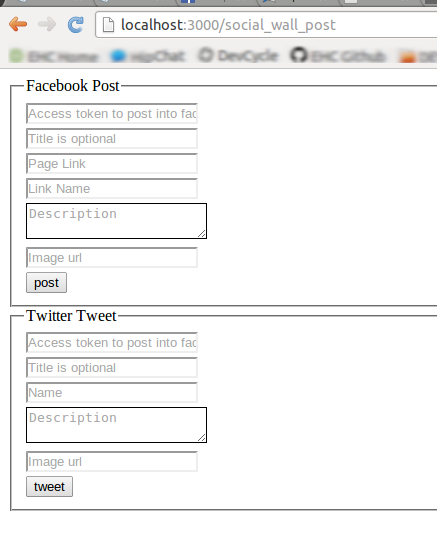 localhost:3000/social_wall_post
EHC Home HipChat DevCycle EHC Github
Facebook Post
Access token to post into fac
Title is optional
Page Link
Link Name
Description
Image url
post
Twitter Tweet
Access token to post into fac
Title is optional
Name
Description
Image url
tweet